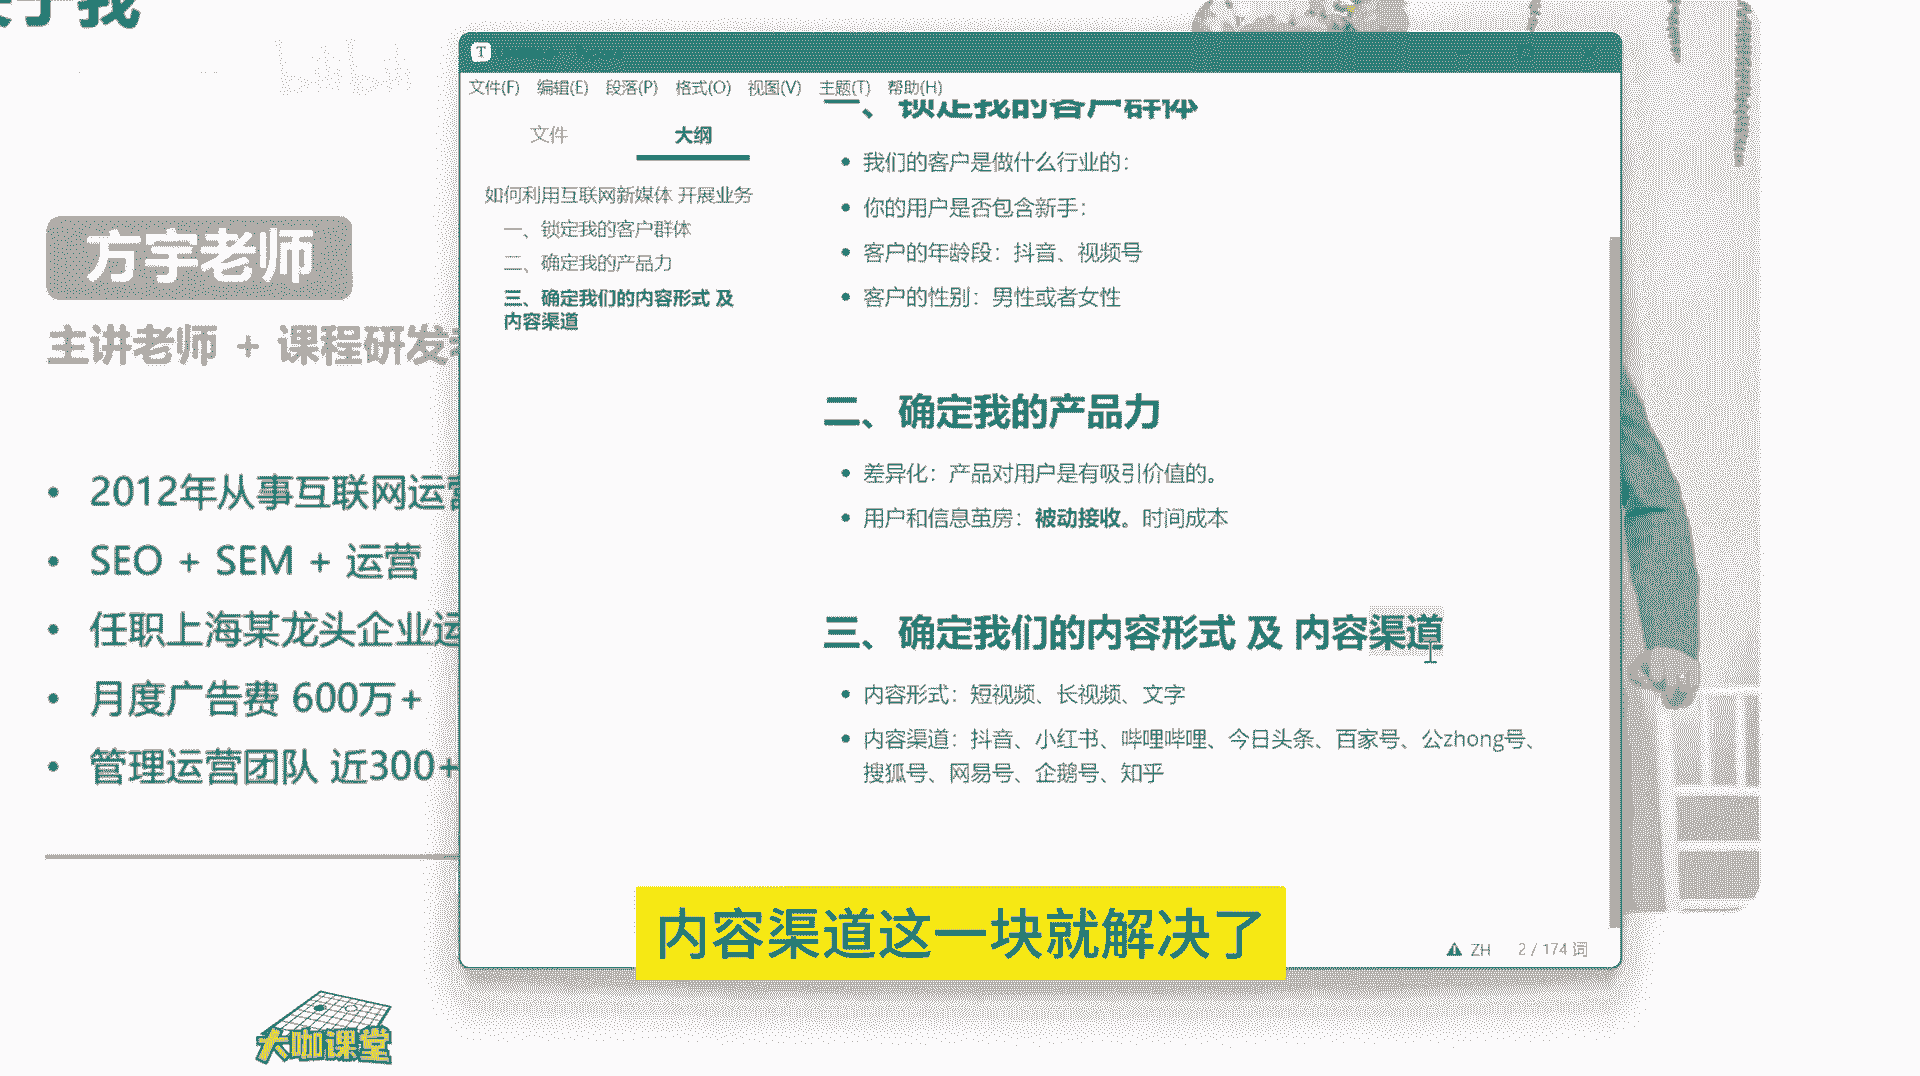 于我
bilibili
方宇老师
主讲老师 + 课程研发
2012年从事互联网运营
SEO + SEM + 运营
任职上海某龙头企业运
月度广告费 600万+
管理运营团队 近300+
大咖课堂
T
文件(F) 编辑(E) 段落(P) 格式(O) 视图(V) 主题(T) 帮助(H)
文件 大纲
如何利用互联网新媒体 开展业务
一、锁定我的客户群体
二、确定我的产品力
三、确定我们的内容形式 及
内容渠道
一、锁定我的客户群体
我们的客户是做什么行业的：
你的用户是否包含新手：
客户的年龄段：抖音、视频号
客户的性别：男性或者女性
二、确定我的产品力
差异化：产品对用户是有吸引价值的。
用户和信息茧房：被动接收。时间成本
三、确定我们的内容形式 及 内容渠道
内容形式：短视频、长视频、文字
内容渠道：抖音、小红书、哔哩哔哩、今日头条、百家号、公zhong号、
搜狐号、网易号、企鹅号、知乎
ZH 2 / 174 词
内容渠道这一块就解决了